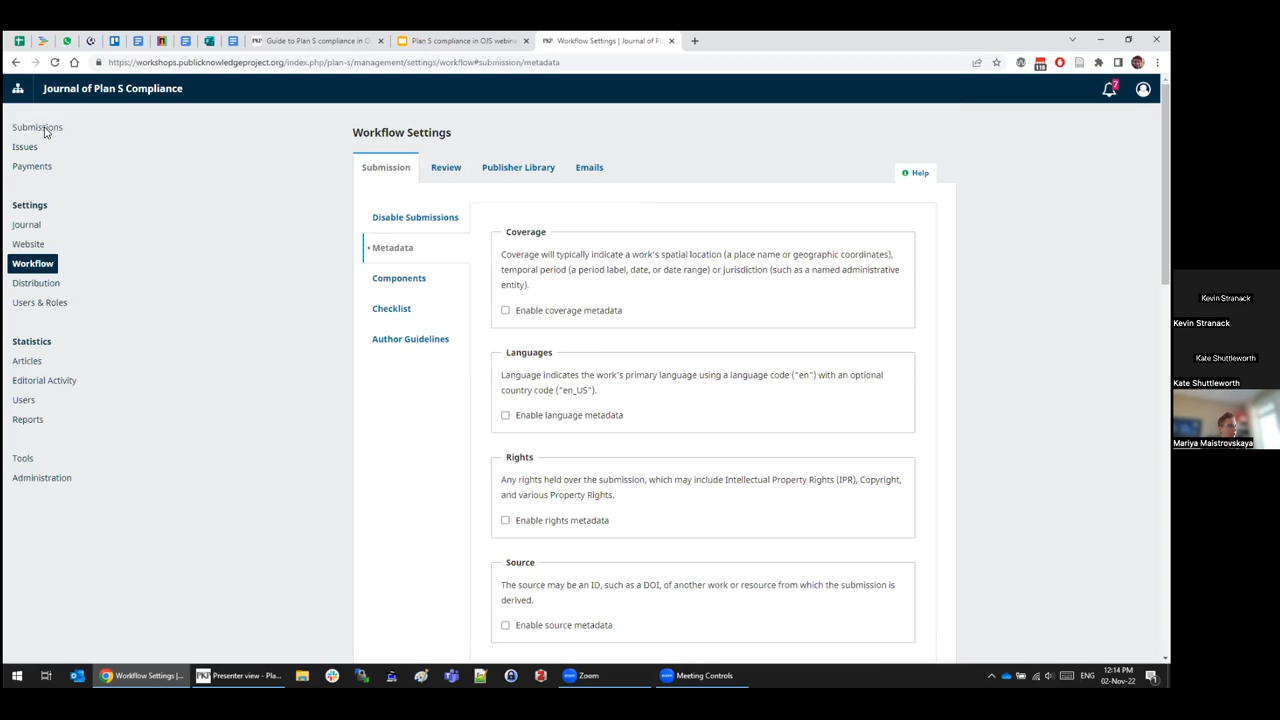 Guide to Plan S compliance in O
Plan S compliance in OJS webinar
Workflow Settings | Journal of Pl
https://workshops.publicknowledgeproject.org/index.php/plan-s/management/settings/workflow#submission/metadata
Journal of Plan S Compliance
7
Submissions
Issues
Payments
Settings
Journal
Website
Workflow
Distribution
Users & Roles
Statistics
Articles
Editorial Activity
Users
Reports
Tools
Administration
Workflow Settings
Submission
Review
Publisher Library
Emails
Help
Disable Submissions
• Metadata
Components
Checklist
Author Guidelines
Coverage
Coverage will typically indicate a work's spatial location (a place name or geographic coordinates),
temporal period (a period label, date, or date range) or jurisdiction (such as a named administrative
entity).
Enable coverage metadata
Languages
Language indicates the work's primary language using a language code ("en") with an optional
country code ("en_US").
Enable language metadata
Rights
Any rights held over the submission, which may include Intellectual Property Rights (IPR), Copyright,
and various Property Rights.
Enable rights metadata
Source
The source may be an ID, such as a DOI, of another work or resource from which the submission is
derived.
Enable source metadata
Kevin Stranack
Kevin Stranack
Kate Shuttleworth
Kate Shuttleworth
Mariya Maistrovskaya
Workflow Settings |...
PKP
Presenter view - Pla...
Zoom
Meeting Controls
ENG
12:14 PM
02-Nov-22